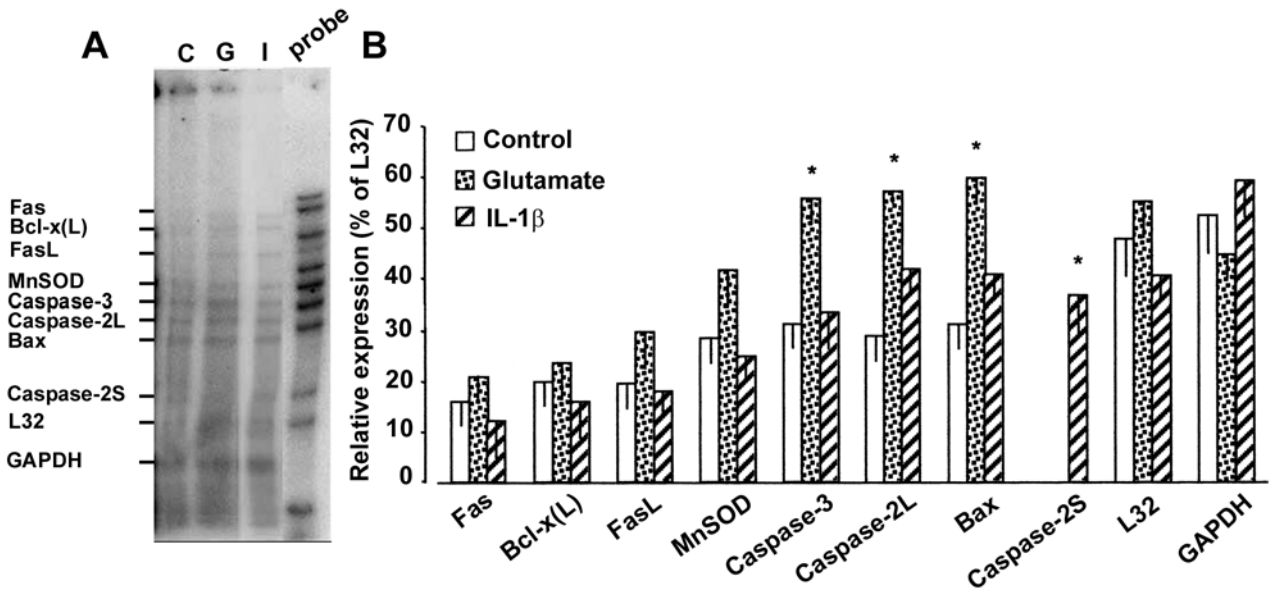 A
C G I probe
Fas
Bcl-x(L)
FasL
MnSOD
Caspase-3
Caspase-2L
Bax
Caspase-2S
L32
GAPDH
B
Relative expression (% of L32)
70
60
50
40
30
20
10
0
Control
Glutamate
IL-1β
* * * *
Fas Bcl-x(L) FasL MnSOD Caspase-3 Caspase-2L Bax Caspase-2S L32 GAPDH